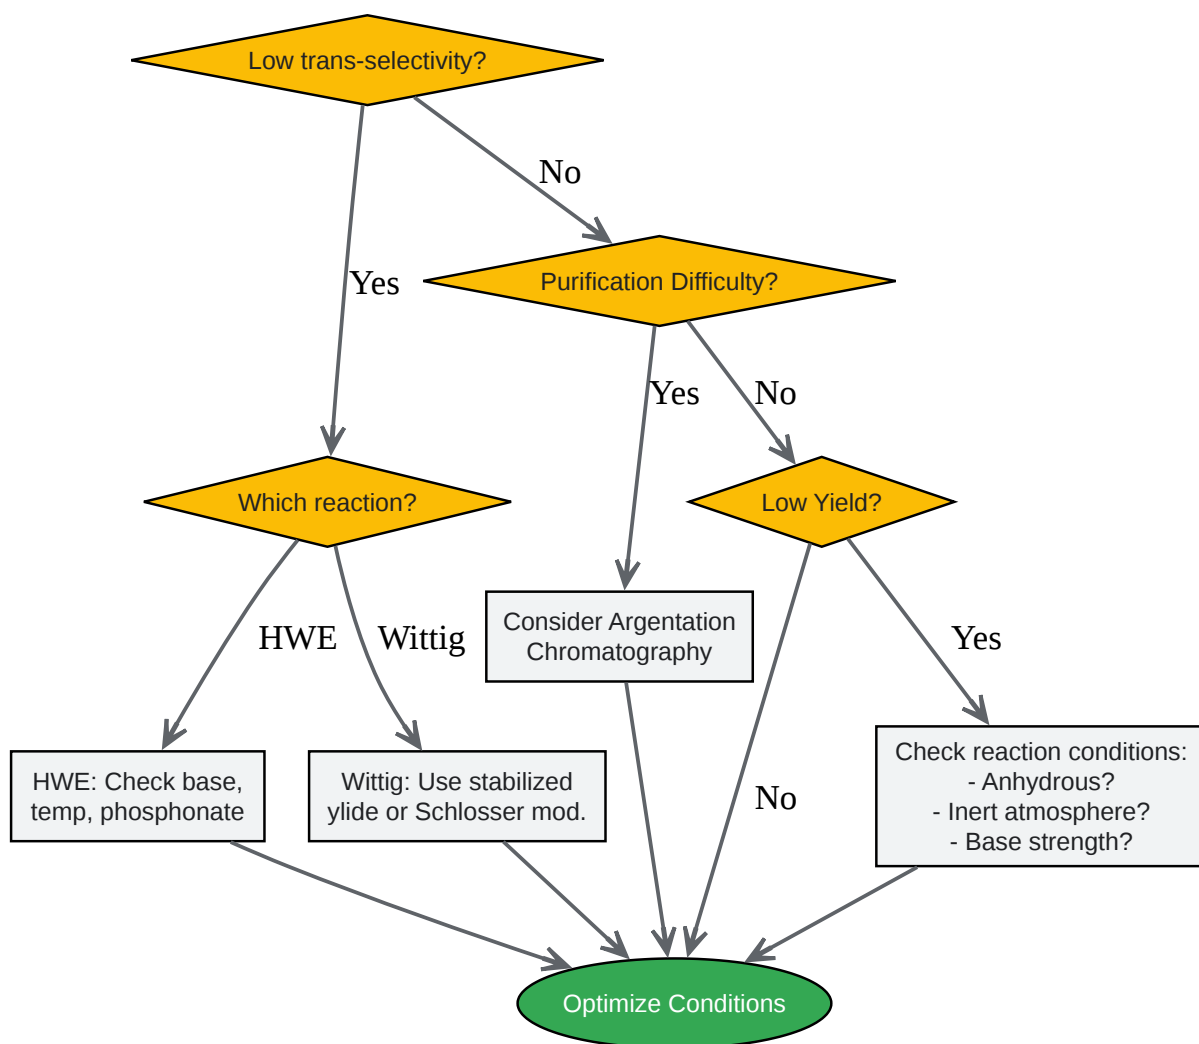 Low trans-selectivity?
No
Yes
Purification Difficulty?
Yes
No
Which reaction?
Low Yield?
HWE
Wittig
Consider Argentation
Chromatography
Yes
No
HWE: Check base,
temp, phosphonate
Wittig: Use stabilized
ylide or Schlosser mod.
Check reaction conditions:
- Anhydrous?
- Inert atmosphere?
- Base strength?
Optimize Conditions